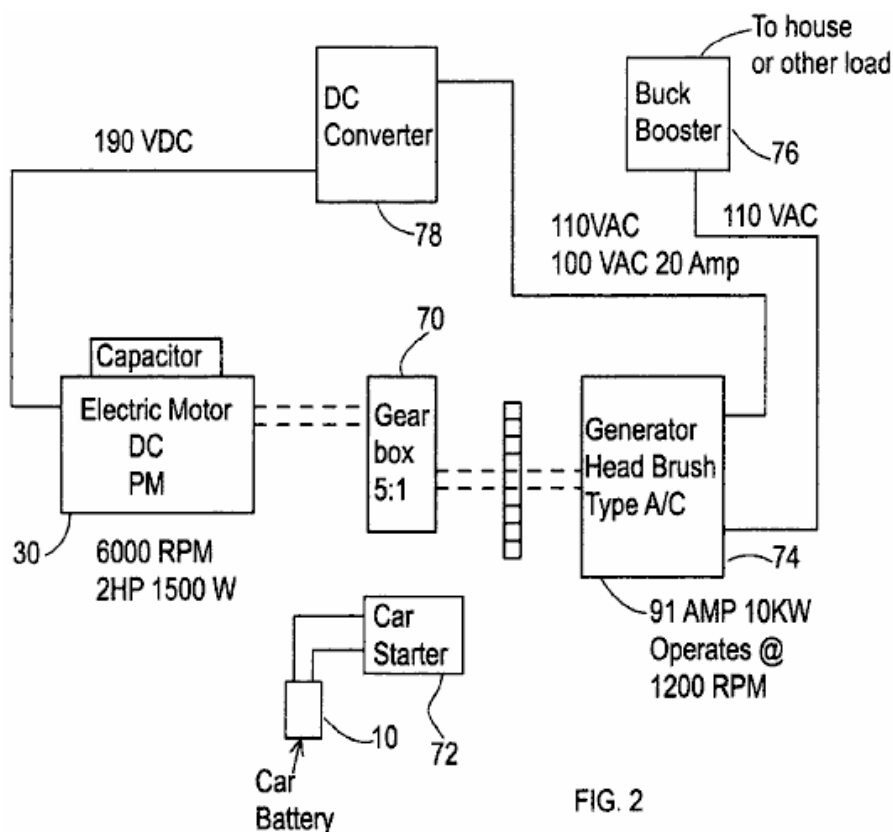 To house
or other load
DC
Converter
Buck
Booster
190 VDC
76
78
110VAC
110 VAC
100 VAC 20 Amp
70
Capacitor
Electric Motor
DC
PM
Gear
box
5:1
Generator
Head Brush
Type A/C
30
6000 RPM
2HP 1500 W
74
91 AMP 10KW
Operates @
1200 RPM
Car
Starter
10
72
Car
Battery
FIG. 2